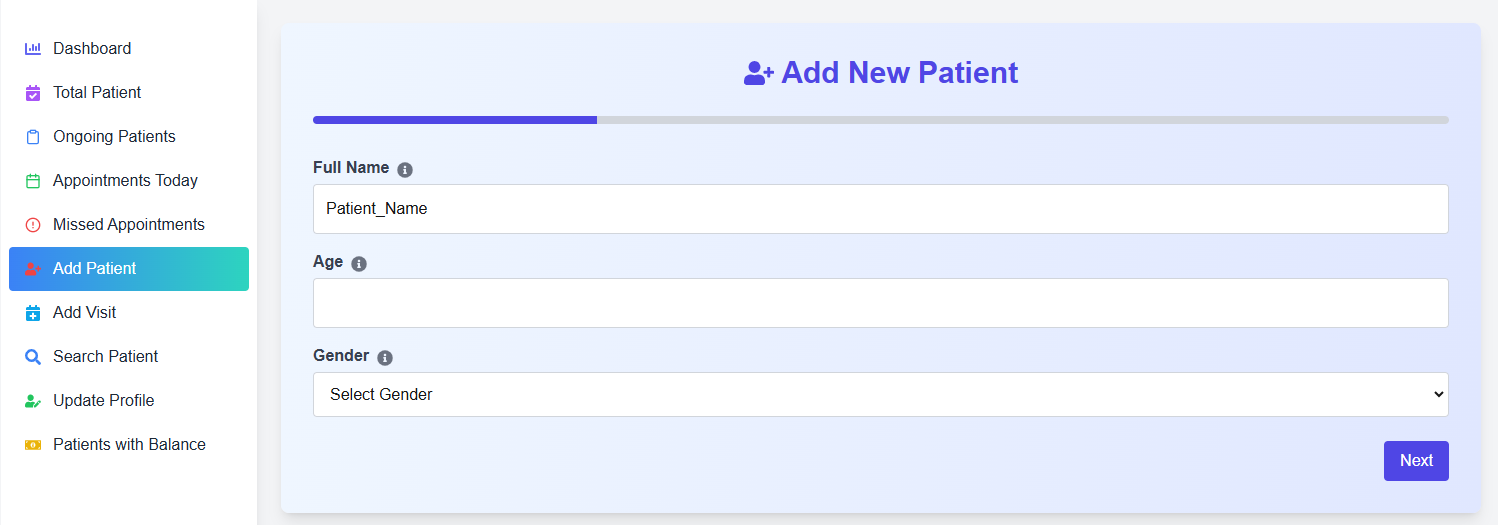 Dashboard
Total Patient
Ongoing Patients
Appointments Today
Missed Appointments
Add Patient
Add Visit
Search Patient
Update Profile
Patients with Balance
Add New Patient
Full Name
Patient_Name
Age
Gender
Select Gender
Next